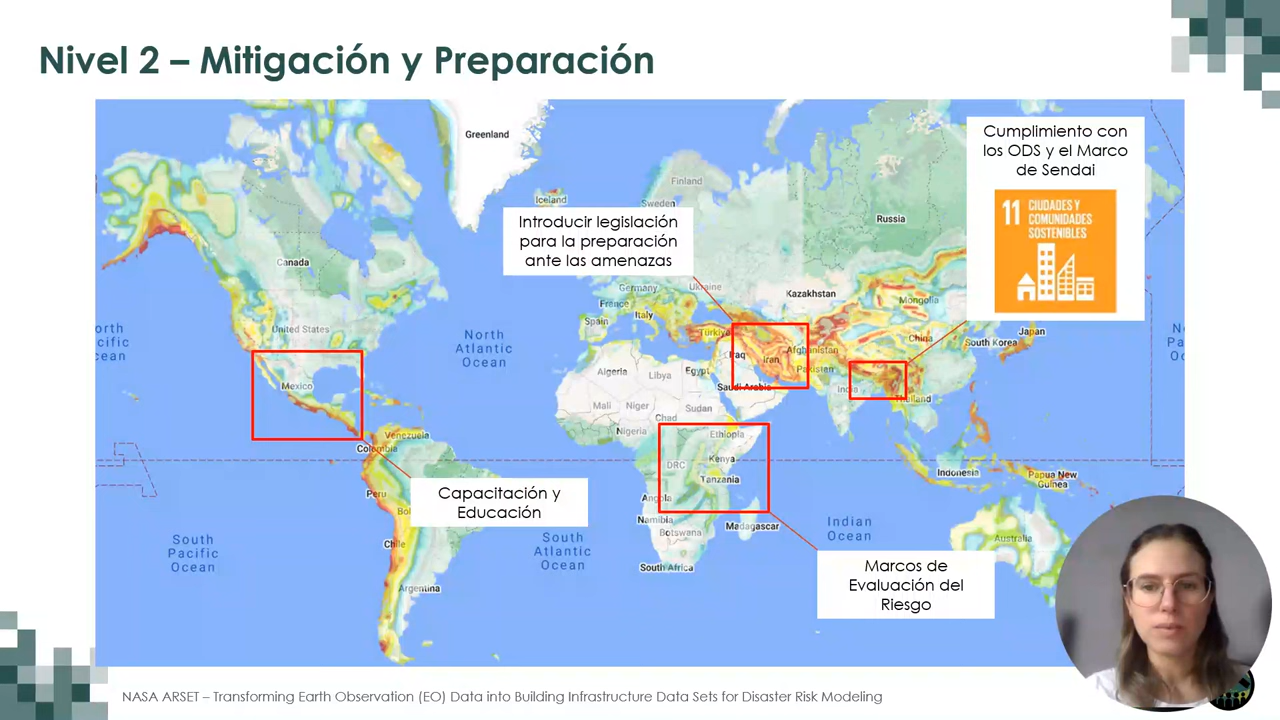 Nivel 2 – Mitigación y Preparación
Greenland
Iceland
Finland
Sweden
Russia
Canada
Cumplimiento con
los ODS y el Marco
de Sendai
11 CIUDADES Y
COMUNIDADES
SOSTENIBLES
Introducir legislación
para la preparación
ante las amenazas
Germany
Ukraine
Kazakhstan
Mongolia
France
Italy
Spain
Türkiye
United States
North
Atlantic
Ocean
China
Japan
South Korea
Iraq
Iran
Afghanistan
Pakistan
Algeria
Libya
Egypt
Saudi Arabia
India
Thailand
Mexico
Mali
Niger
Sudan
Chad
Nigeria
Ethiopia
Venezuela
Colombia
DRC
Kenya
Tanzania
Indonesia
Papua New
Guinea
Peru
Bol
Angola
Namibia
Botswana
Madagascar
South Africa
Capacitación y
Educación
Chile
Argentina
South
Pacific
Ocean
South
Atlantic
Ocean
Indian
Ocean
Australia
Marcos de
Evaluación del
Riesgo
NASA ARSET – Transforming Earth Observation (EO) Data into Building Infrastructure Data Sets for Disaster Risk Modeling